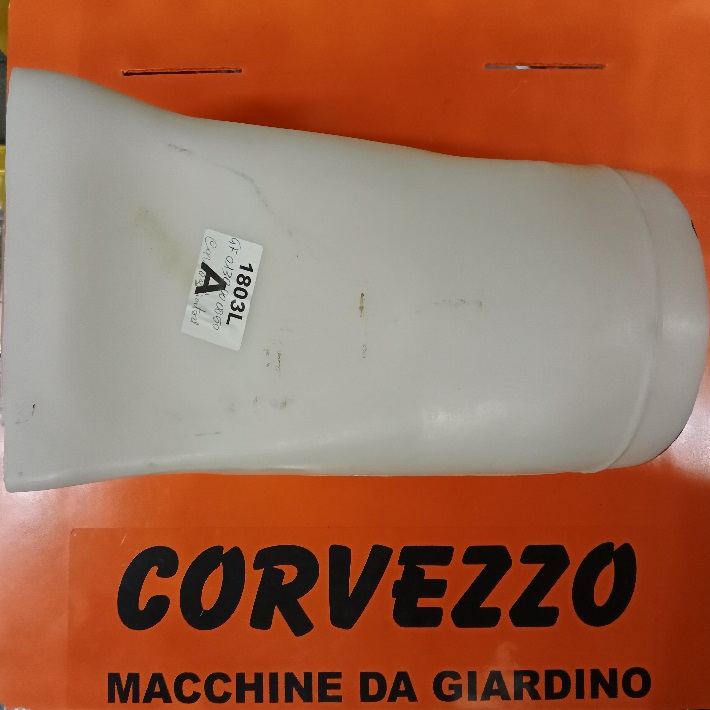 1803L
A
CORVEZZO
MACCHINE DA GIARDINO